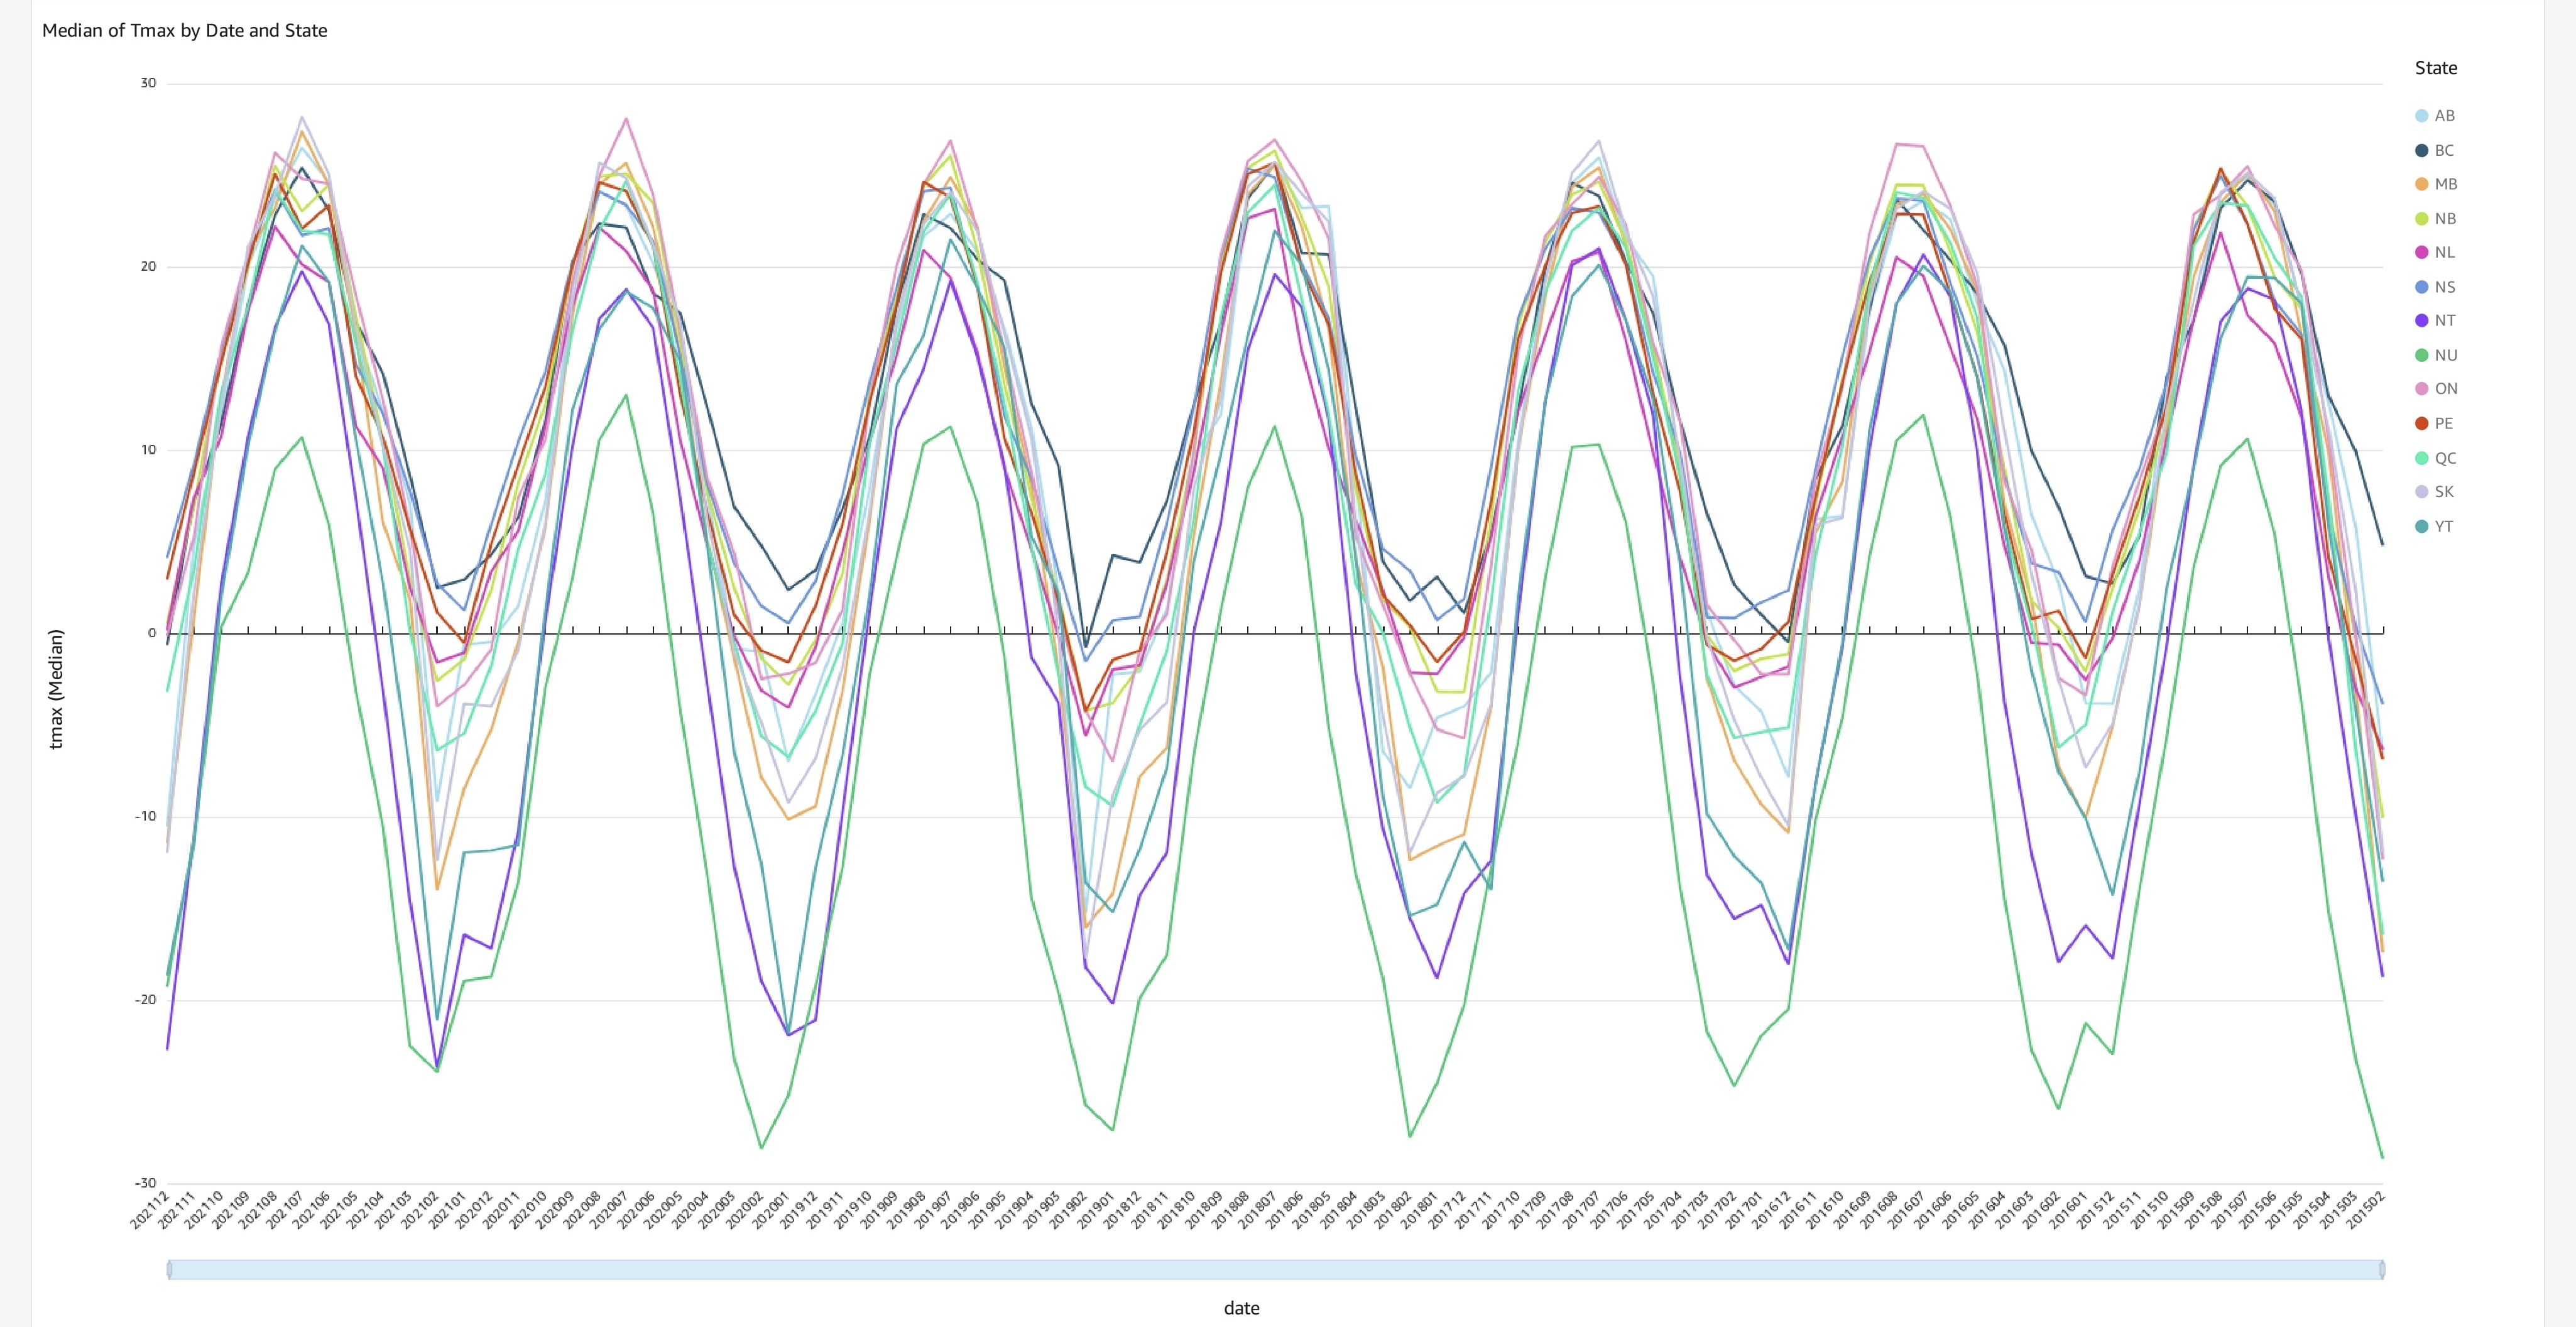 Median of Tmax by Date and State
State
30
20
10
0
-10
-20
-30
tmax (Median)
AB
BC
MB
NB
NL
NS
NT
NU
ON
PE
QC
SK
YT
202112 202111 202110 202109 202108 202107 202106 202105 202104 202103 202102 202101 202012 202011 202010 202009 202008 202007 202006 202005 202004 202003 202002 202001 201912 201911 201910 201909 201908 201907 201906 201905 201904 201903 201902 201901 201812 201811 201810 201809 201808 201807 201806 201805 201804 201803 201802 201801 201712 201711 201710 201709 201708 201707 201706 201705 201704 201703 201702 201701 201612 201611 201610 201609 201608 201607 201606 201605 201604 201603 201602 201601 201512 201511 201510 201509 201508 201507 201506 201505 201504 201503 201502
date